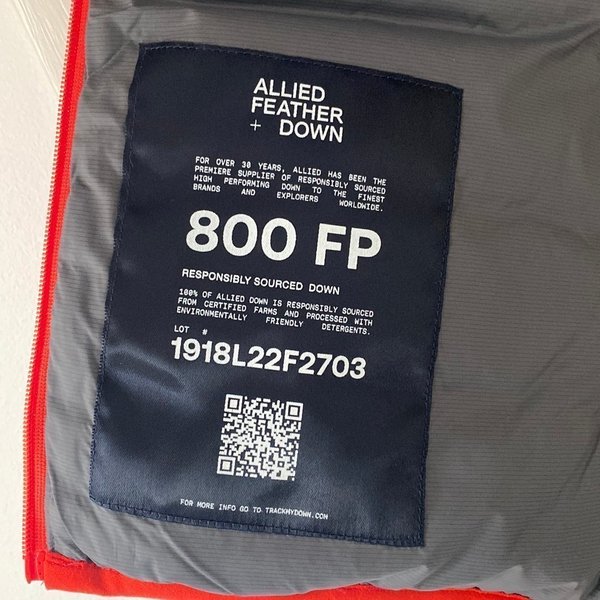 ALLIED
FEATHER
+ DOWN
FOR OVER 30 YEARS, ALLIED HAS BEEN THE
PREMIERE SUPPLIER OF RESPONSIBLY SOURCED
HIGH PERFORMING DOWN TO THE FINEST
BRANDS AND EXPLORERS WORLDWIDE.
800 FP
RESPONSIBLY SOURCED DOWN
100% OF ALLIED DOWN IS RESPONSIBLY SOURCED
FROM CERTIFIED FARMS AND PROCESSED WITH
ENVIRONMENTALLY FRIENDLY DETERGENTS.
LOT #
1918L22F2703
FOR MORE INFO GO TO TRACKMYDOWN.COM